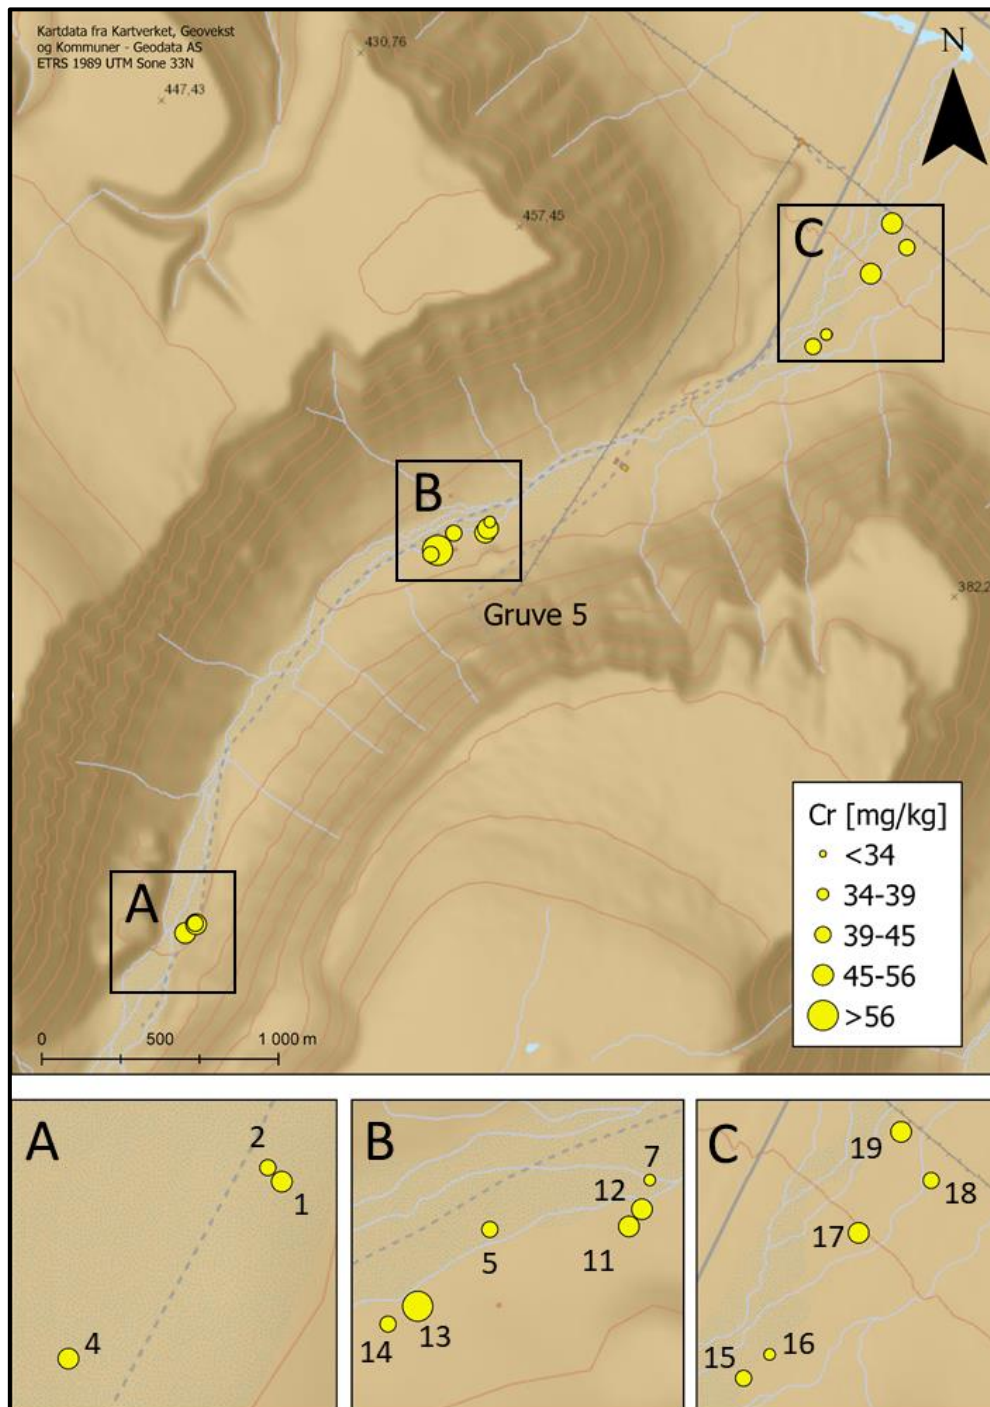 Kartdata fra Kartverket, Geovekst
og Kommuner - Geodata AS
ETRS 1989 UTM Sone 33N
430,76
N
447,43
457,45
C
B
382,2
Gruve 5
Cr [mg/kg]
<34
34-39
39-45
45-56
>56
A
0 500 1 000 m
A
2
1
4
B
7
12
11
5
13
14
C
19
18
17
16
15